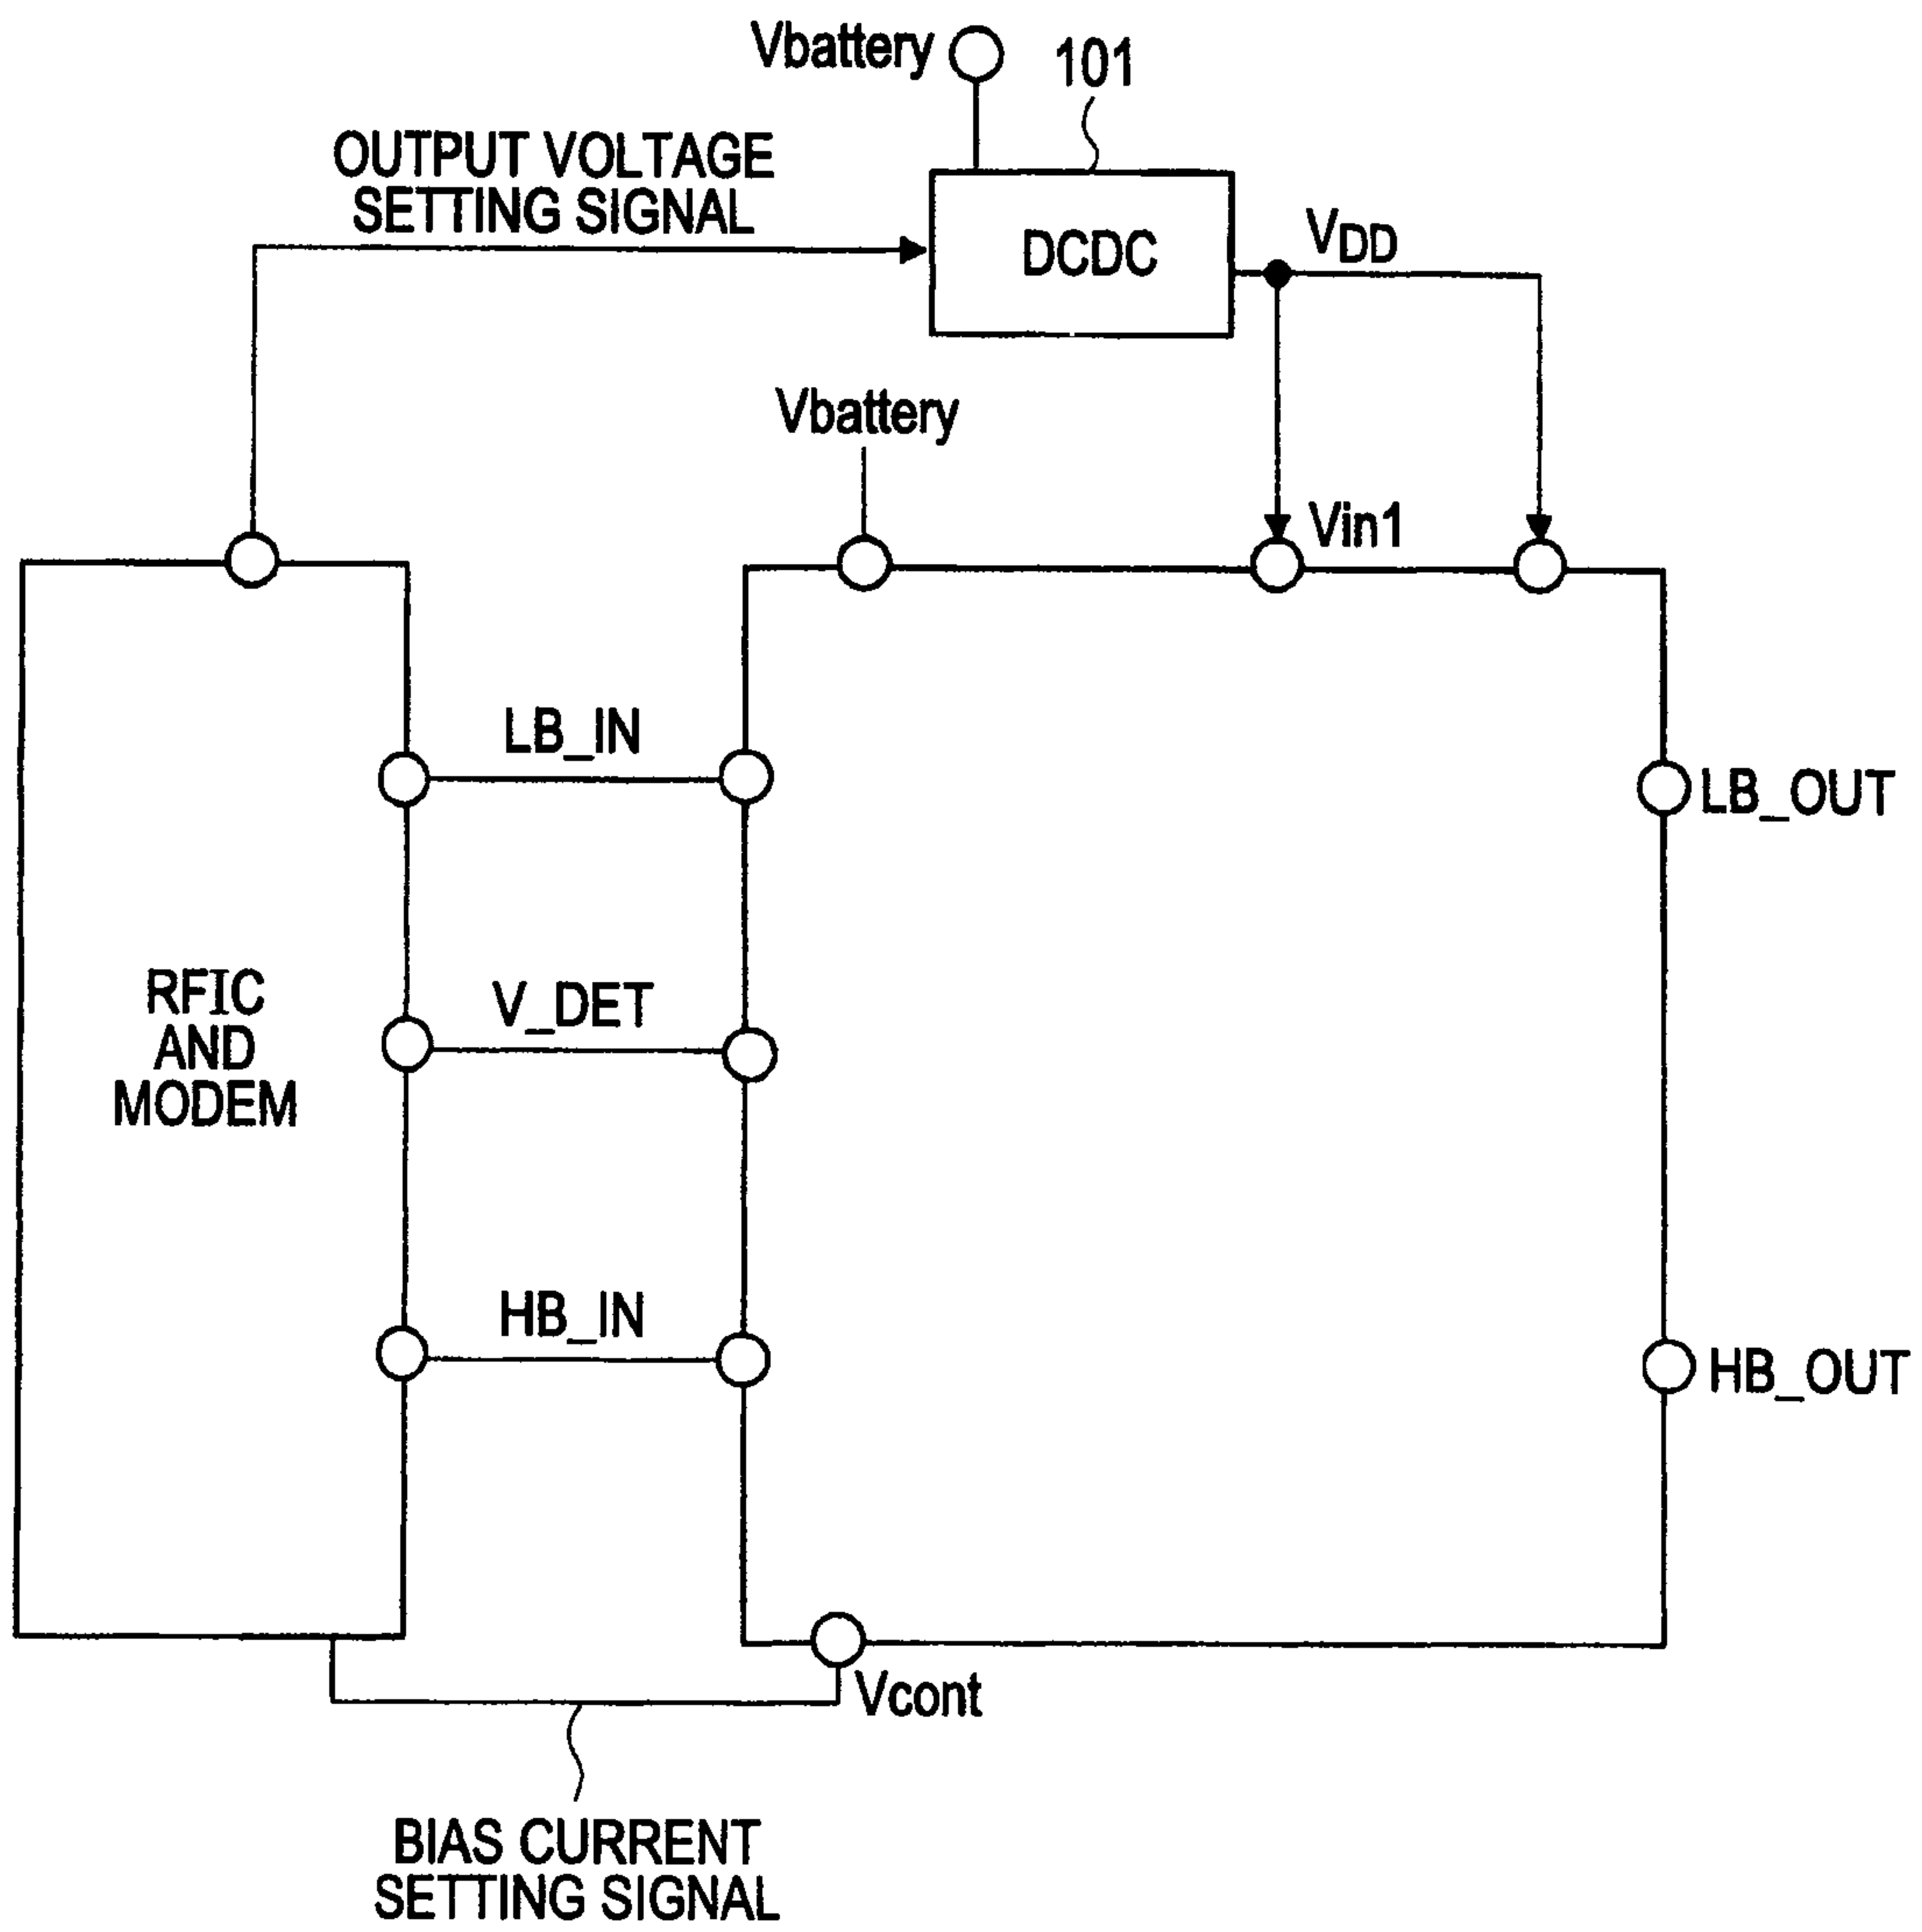 Vbattery
101
OUTPUT VOLTAGE
SETTING SIGNAL
DCDC
VDD
Vbattery
Vin1
LB_IN
LB_OUT
RFIC
AND
MODEM
V_DET
HB_IN
HB_OUT
Vcont
BIAS CURRENT
SETTING SIGNAL